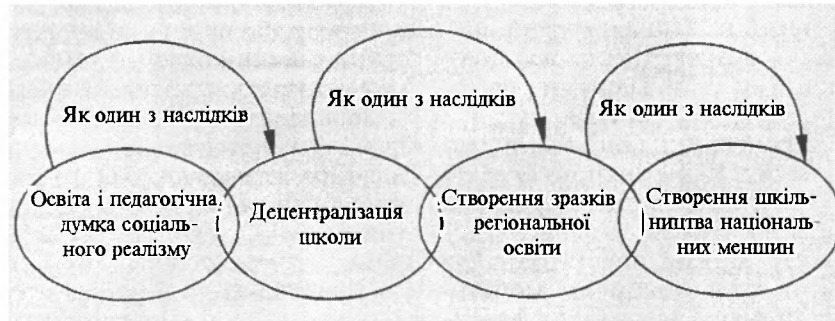 Як один з наслідків
Як один з наслідків
Як один з наслідків
Освіта і педагогічна
думка соціаль-
ного реалізму
Децентралізація
школи
Створення зразків
регіональної
освіти
Створення шкіль-
ництва національ-
них меншин